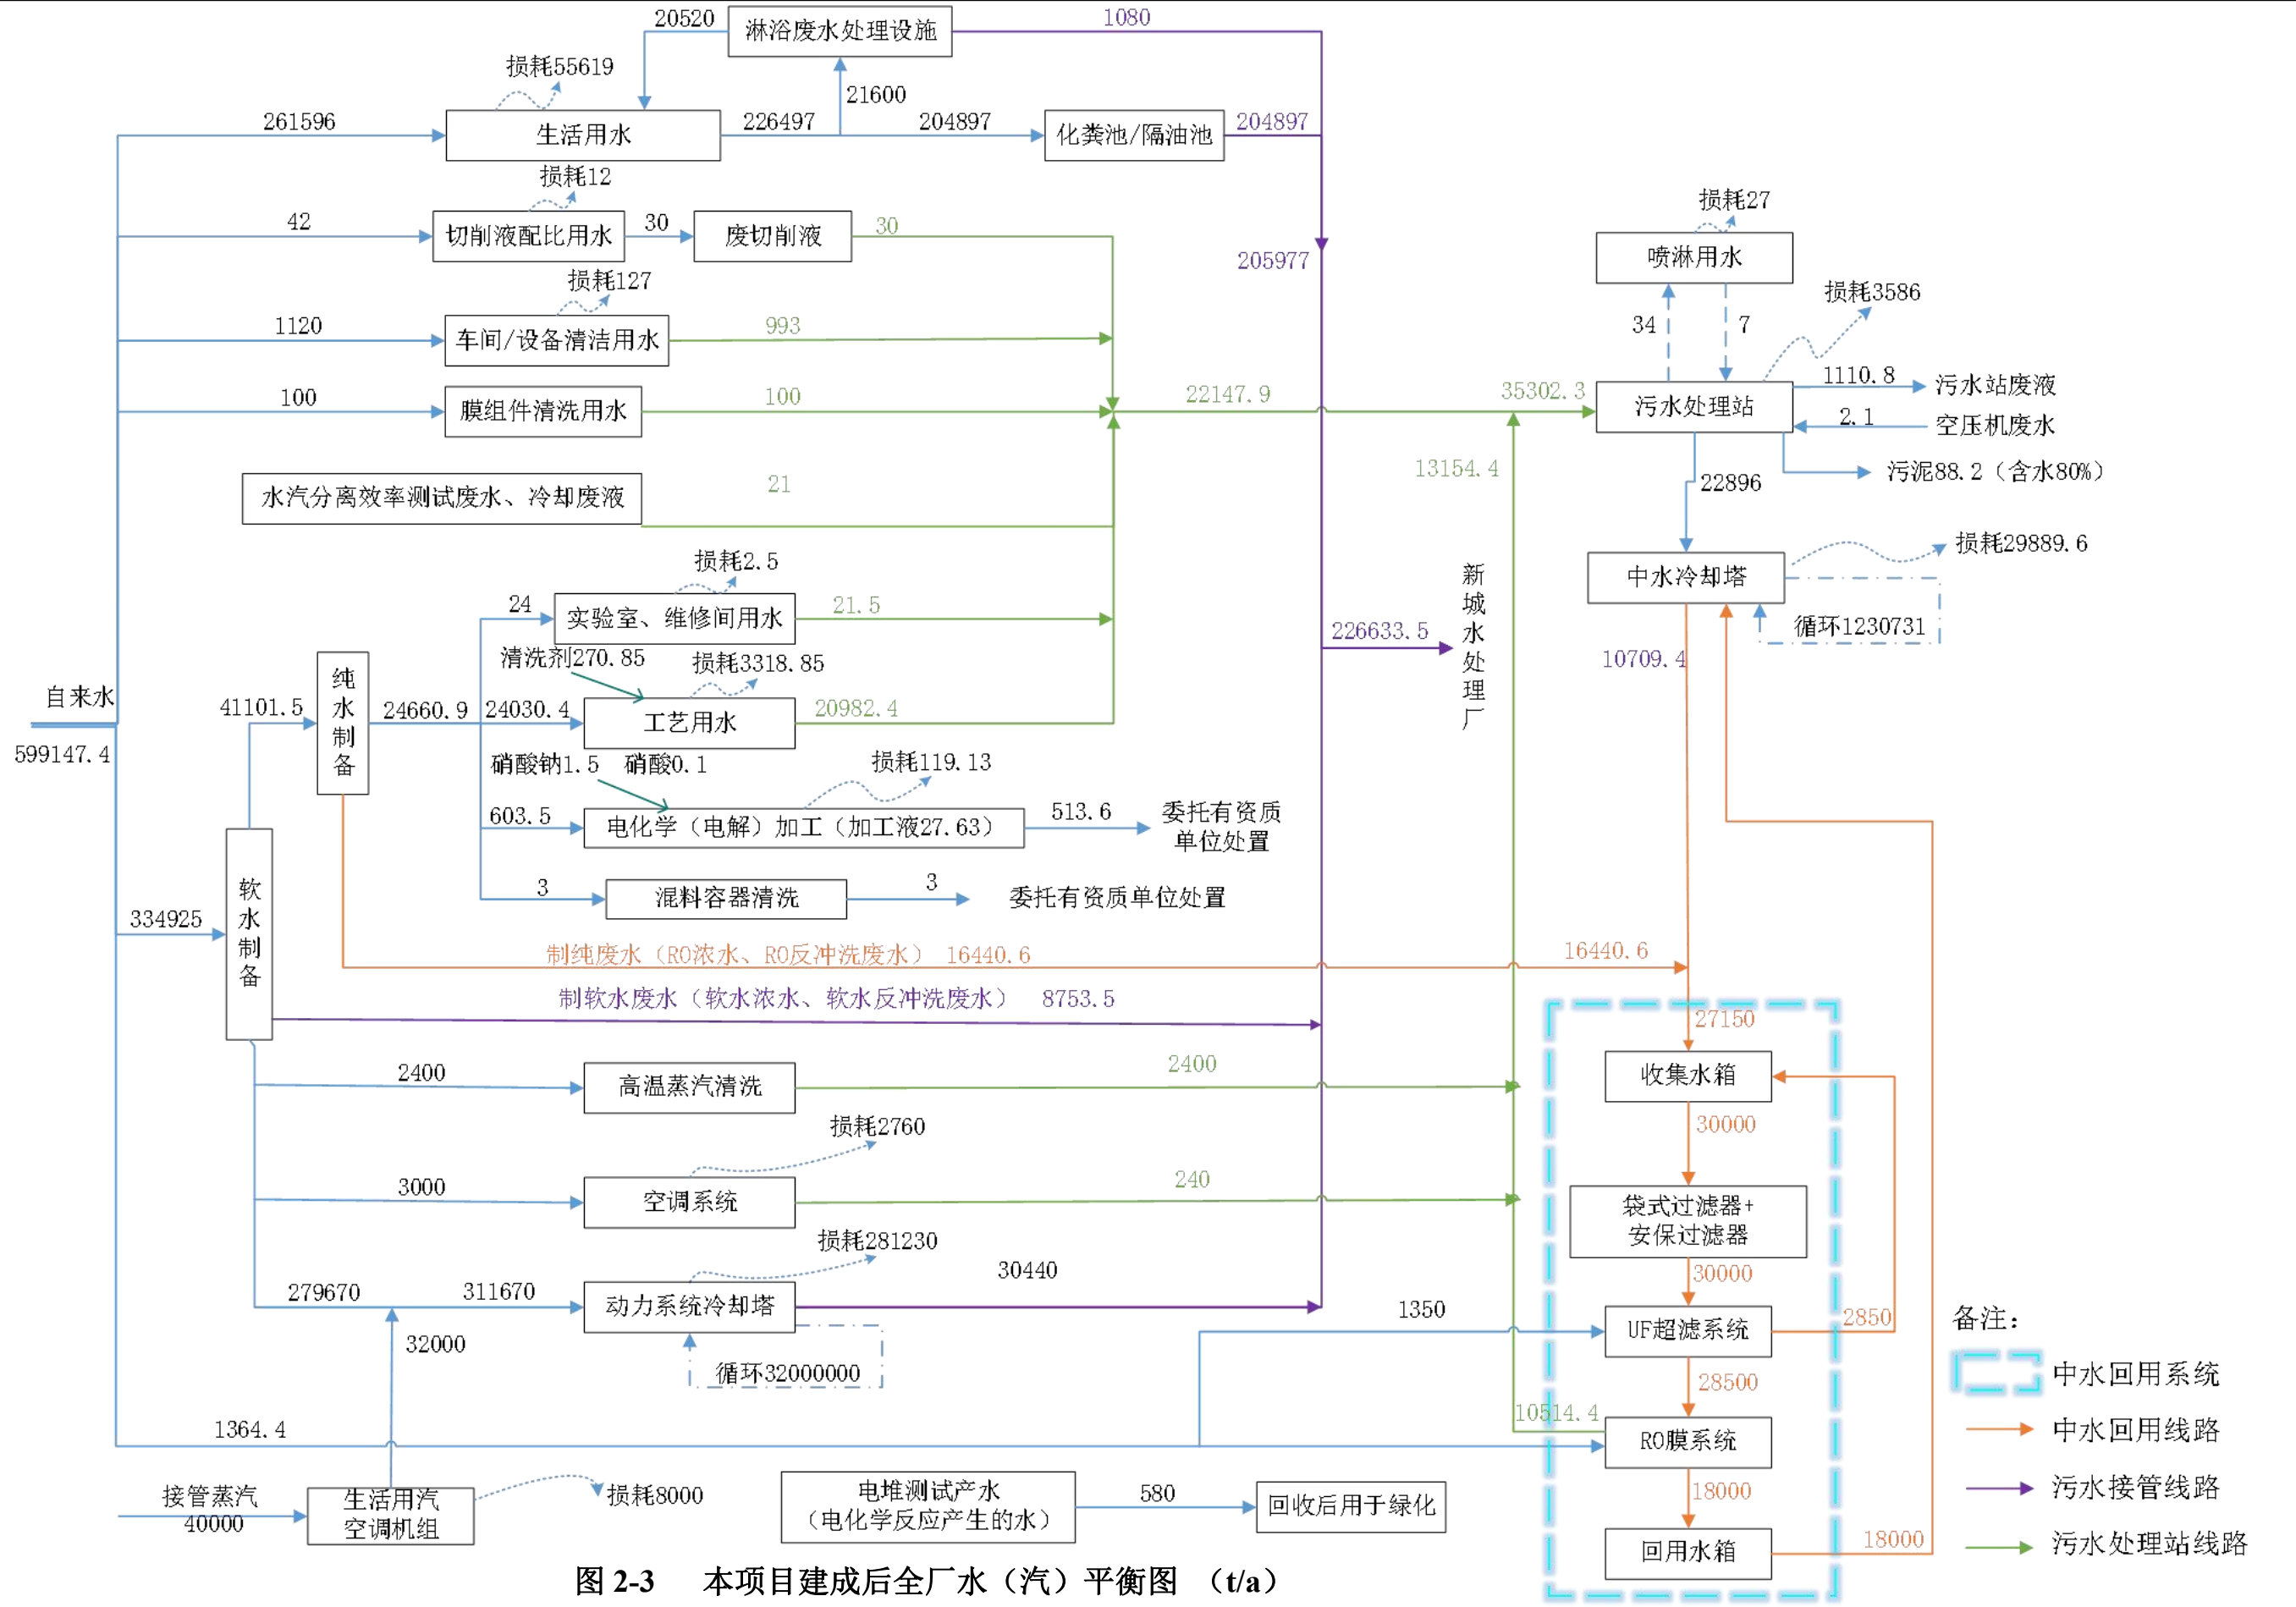 20520
淋浴废水处理设施
1080
损耗55619
21600
261596
生活用水
226497
204897
化粪池/隔油池
204897
损耗12
42
切削液配比用水
30
废切削液
30
205977
损耗127
1120
车间/设备清洁用水
993
100
膜组件清洗用水
100
22147.9
35302.3
水汽分离效率测试废水、冷却废液
21
13154.4
损耗27
喷淋用水
34
7
损耗3586
污水处理站
1110.8
污水站废液
2.1
空压机废水
污泥88.2（含水80%）
22896
中水冷却塔
损耗29889.6
循环1230731
10709.4
损耗2.5
24
实验室、维修间用水
21.5
新城水处理厂
226633.5
清洗剂270.85
损耗3318.85
自来水
599147.4
41101.5
纯水制备
24660.9
24030.4
工艺用水
20982.4
硝酸钠1.5
硝酸0.1
损耗119.13
603.5
电化学（电解）加工（加工液27.63）
513.6
委托有资质
单位处置
3
混料容器清洗
3
委托有资质单位处置
334925
软水制备
制纯废水（RO浓水、RO反冲洗废水） 16440.6
16440.6
制软水废水（软水浓水、软水反冲洗废水） 8753.5
27150
2400
高温蒸汽清洗
2400
收集水箱
30000
损耗2760
3000
空调系统
240
袋式过滤器+
安保过滤器
30000
损耗281230
279670
311670
动力系统冷却塔
30440
32000
循环32000000
1350
UF超滤系统
2850
28500
1364.4
10514.4
RO膜系统
18000
回用水箱
18000
接管蒸汽
40000
生活用汽
空调机组
损耗8000
电堆测试产水
（电化学反应产生的水）
580
回收后用于绿化
备注：
中水回用系统
中水回用线路
污水接管线路
污水处理站线路
图 2-3 本项目建成后全厂水（汽）平衡图 （t/a）